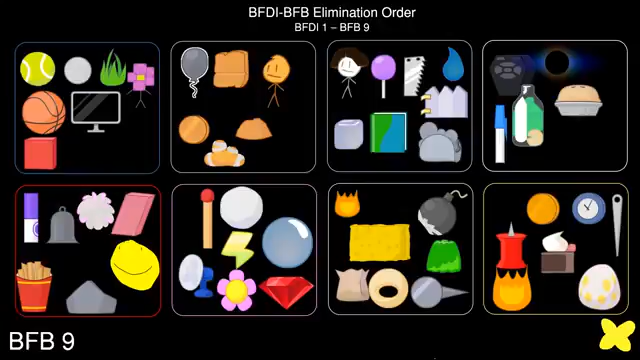 BFDI-BFB Elimination Order
BFDI 1 – BFB 9
BFB 9